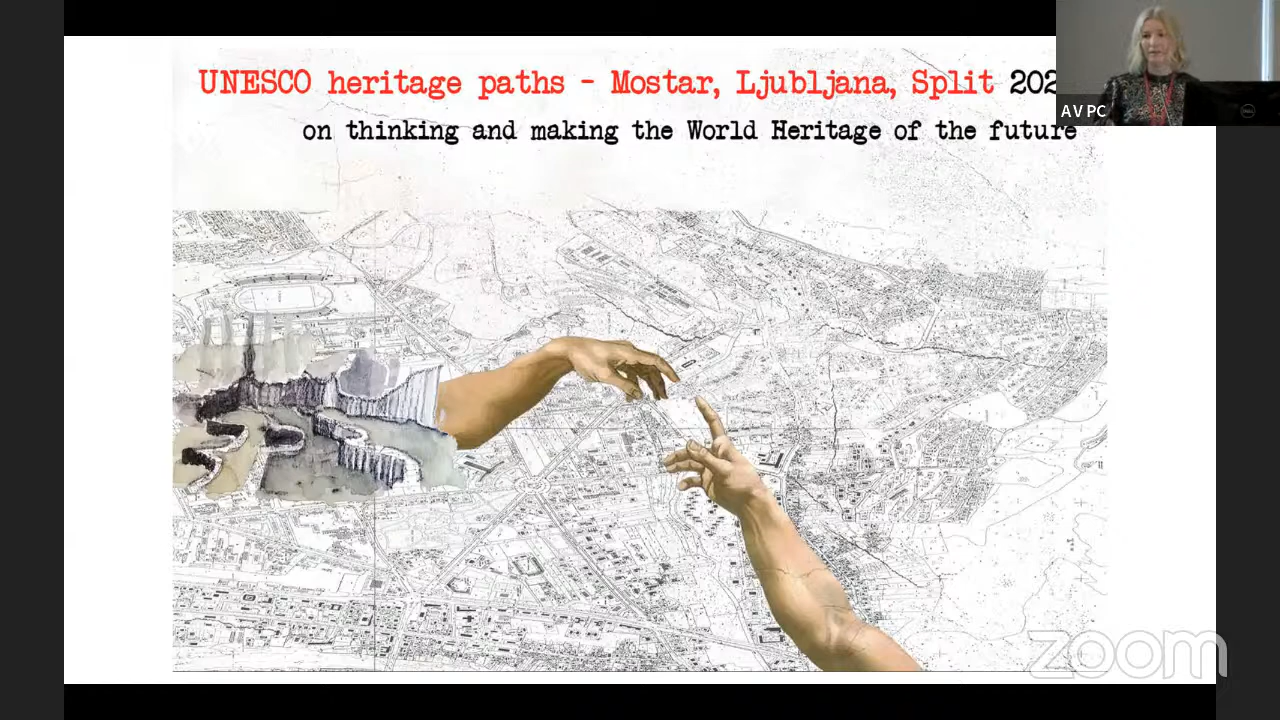 UNESCO heritage paths - Mostar, Ljubljana, Split
on thinking and making the World Heritage of the future
AV PC
zoom